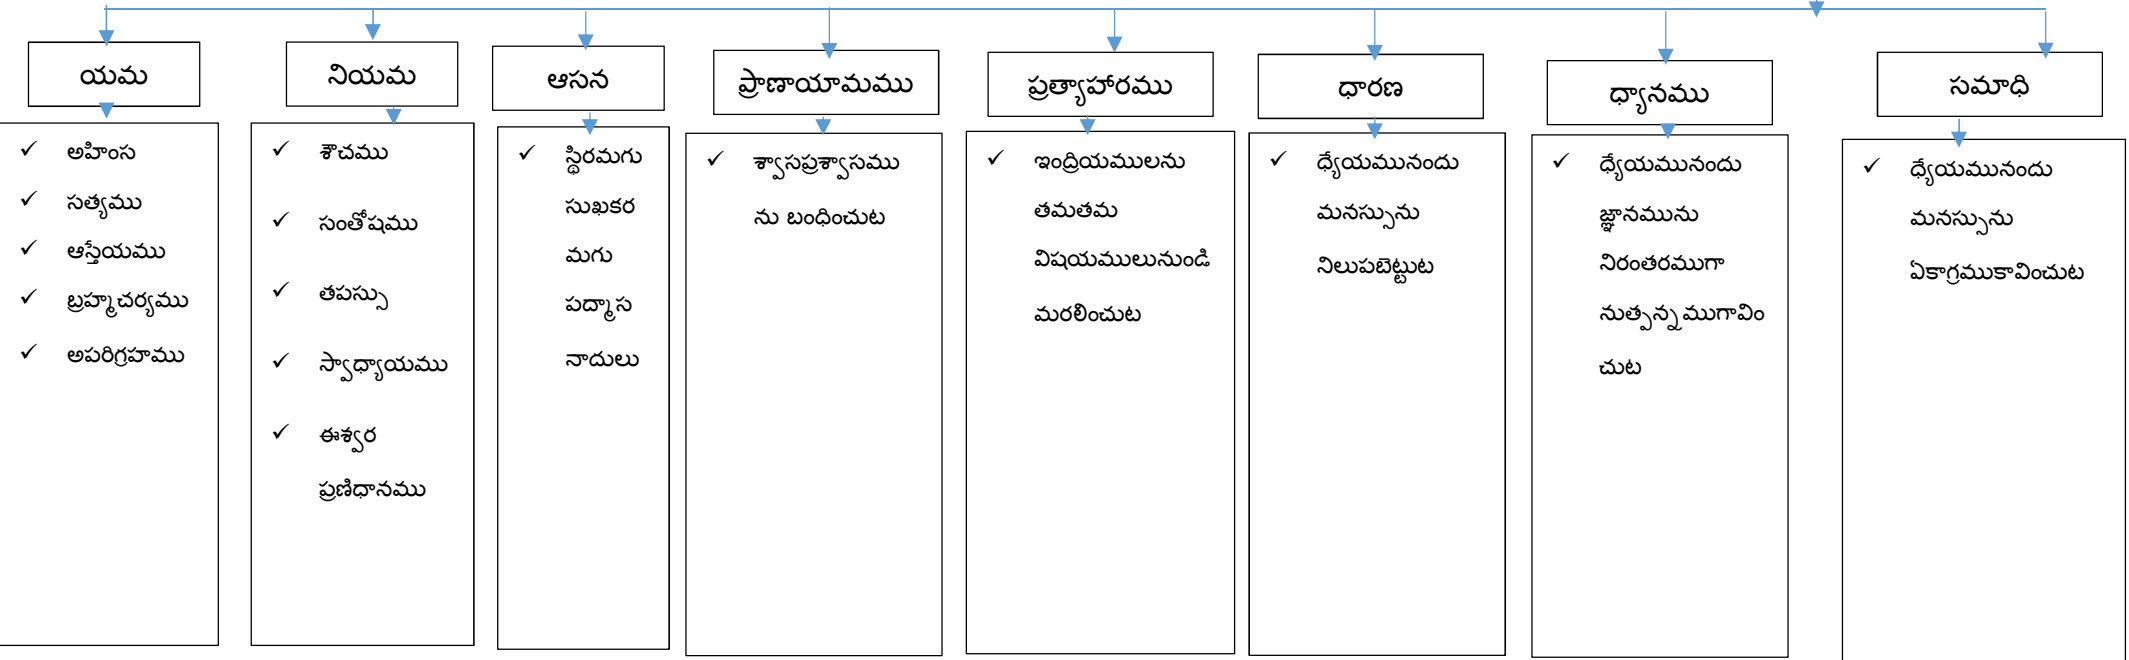 యమ
నియమ
ఆసన
ప్రాణాయామము
ప్రత్యాహారము
ధారణ
ధ్యానము
సమాధి
✓ అహింస
✓ సత్యము
✓ ఆస్తేయము
✓ బ్రహ్మచర్యము
✓ అపరిగ్రహము
✓ శౌచము
✓ సంతోషము
✓ తపస్సు
✓ స్వాధ్యాయము
✓ ఈశ్వర
ప్రణిధానము
✓ స్థిరమగు
సుఖకర
మగు
పద్మాస
నాదులు
✓ శ్వాసప్రశ్వాసము
ను బంధించుట
✓ ఇంద్రియములను
తమతమ
విషయములునుండి
మరలించుట
✓ ధ్యేయమునందు
మనస్సును
నిలుపబెట్టుట
✓ ధ్యేయమునందు
జ్ఞానమును
నిరంతరముగా
నుత్పన్నముగావిం
చుట
✓ ధ్యేయమునందు
మనస్సును
ఏకాగ్రముకావించుట